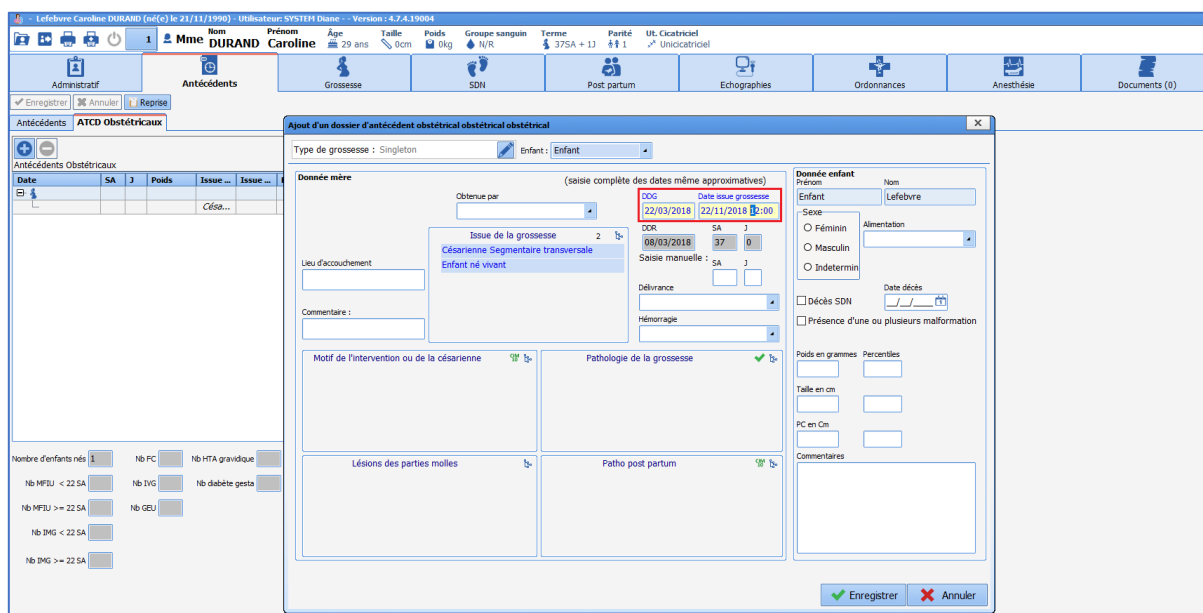 - Lefebvre Caroline DURAND (né(e) le 21/11/1990) - Utilisateur: SYSTEM Diane - - Version : 4.7.4.19004
1 Mme Nom DURAND Prénom Caroline Âge 29 ans Taille 0cm Poids 0kg Groupe sanguin N/R Terme 37SA + 1J Parité 1 Ut. Cicatriciel Unicicatriciel
Administratif Antécédents Grossesse SDN Post partum Echographies Ordonnances Anesthésie Documents (0)
Enregistrer Annuler Reprise
Antécédents ATCD Obstétricaux
Antécédents Obstétricaux
Date SA J Poids Issue ... Issue ...
Césa...
Nombre d'enfants nés 1 Nb FC Nb HTA gravidique
Nb MFIU < 22 SA Nb IVG Nb diabète gesta
Nb MFIU >= 22 SA Nb GEU
Nb IMG < 22 SA
Nb IMG >= 22 SA
Ajout d'un dossier d'antécédent obstétrical obstétrical obstétrical
Type de grossesse : Singleton Enfant : Enfant
Donnée mère (saisie complète des dates même approximatives)
Obtenue par DDG Date issue grossesse
22/03/2018 22/11/2018 12:00
Issue de la grossesse 2 DDR SA J
Césarienne Segmentaire transversale 08/03/2018 37 0
Enfant né vivant
Saisie manuelle : SA J
Lieu d'accouchement
Délivrance
Commentaire :
Hémorragie
Motif de l'intervention ou de la césarienne CIM 10 Pathologie de la grossesse
Lésions des parties molles Patho post partum CIM 10
Donnée enfant
Prénom Nom
Enfant Lefebvre
Sexe
Féminin
Masculin
Indetermin
Alimentation
Date décès
Décès SDN __/__/____
Présence d'une ou plusieurs malformation
Poids en grammes Percentiles
Taille en cm
PC en Cm
Commentaires
Enregistrer Annuler